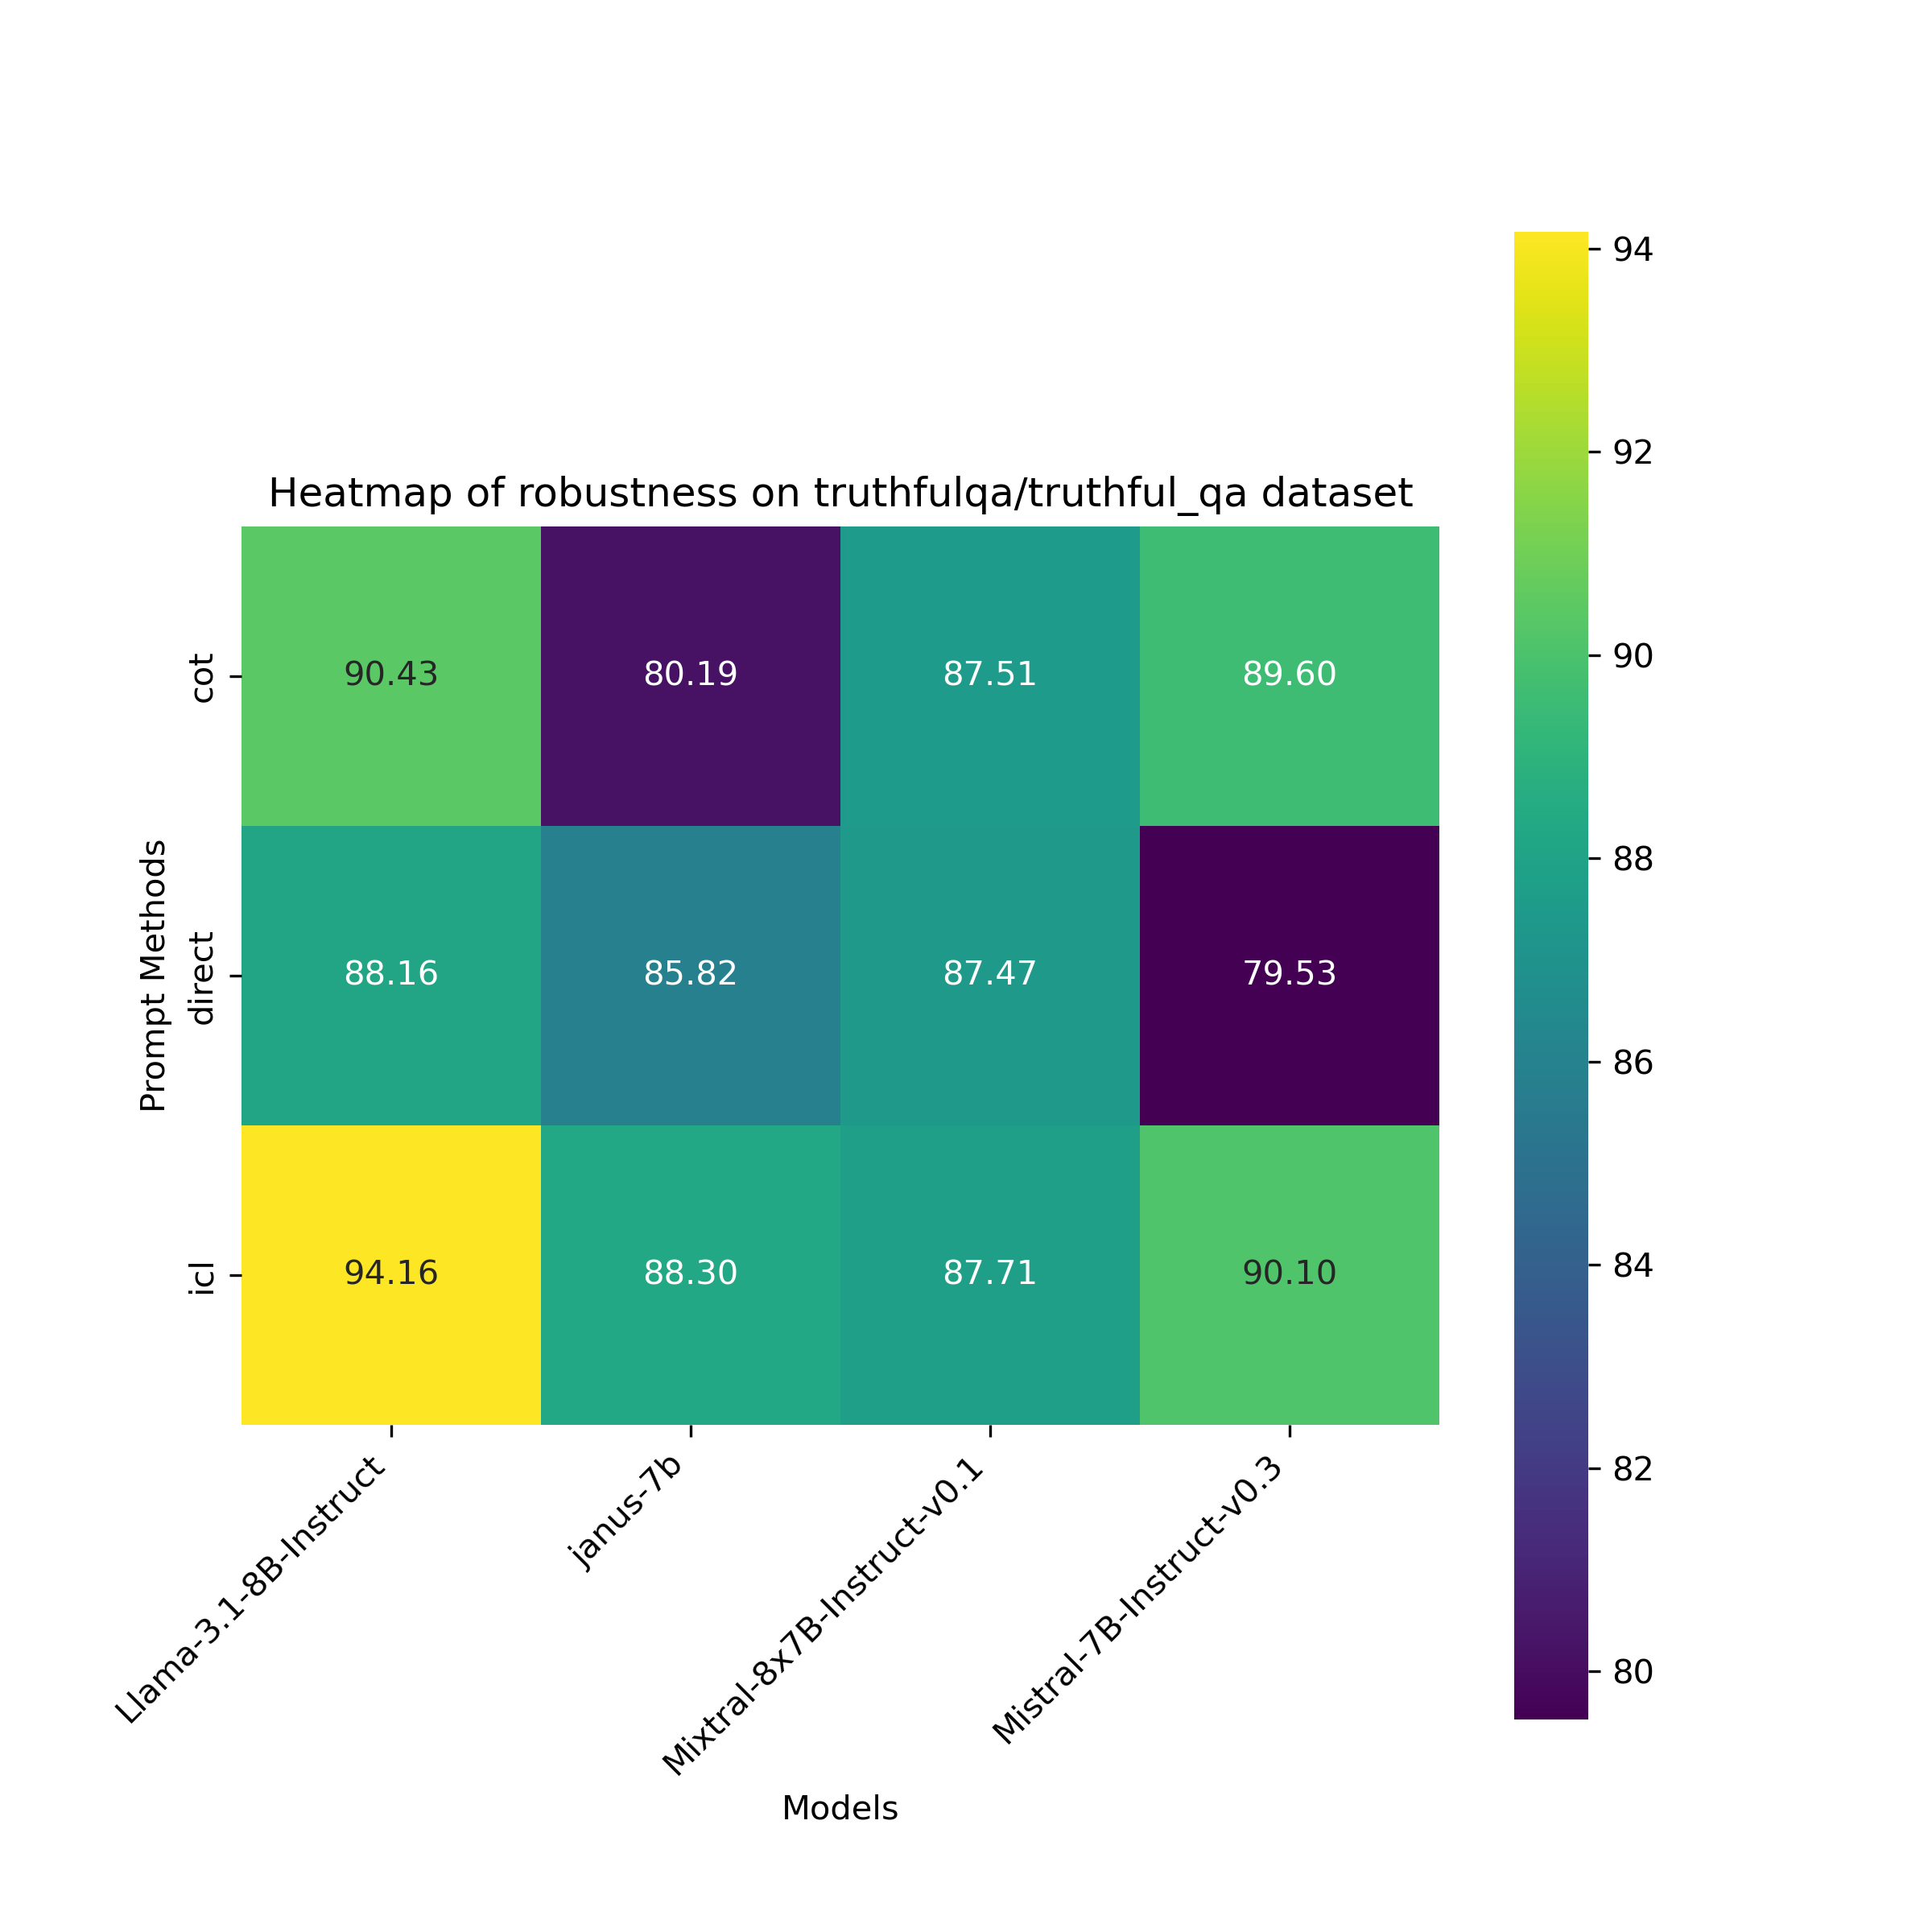 Heatmap of robustness on truthfulqa/truthful_qa dataset
Prompt Methods
cot
90.43 80.19 87.51 89.60
direct
88.16 85.82 87.47 79.53
icl
94.16 88.30 87.71 90.10
Llama-3.1-8B-Instruct
janus-7b
Mixtral-8x7B-Instruct-v0.1
Mistral-7B-Instruct-v0.3
Models
94
92
90
88
86
84
82
80